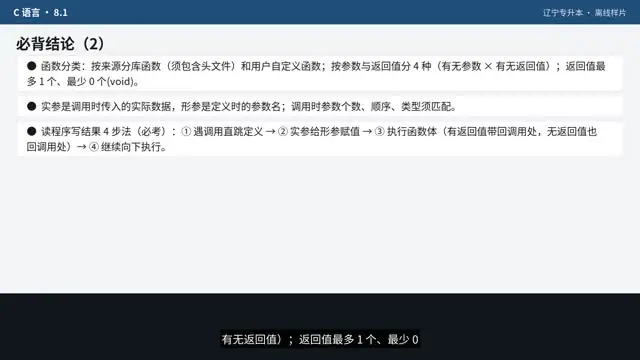 C 语言 · 8.1
辽宁专升本 · 离线样片
必背结论（2）
● 函数分类：按来源分库函数（须包含头文件）和用户自定义函数；按参数与返回值分 4 种（有无参数 × 有无返回值）；返回值最
多 1 个、最少 0 个(void)。
● 实参是调用时传入的实际数据，形参是定义时的参数名；调用时参数个数、顺序、类型须匹配。
● 读程序写结果 4 步法（必考）：① 遇调用直跳定义 → ② 实参给形参赋值 → ③ 执行函数体（有返回值带回调用处，无返回值也
回调用处）→ ④ 继续向下执行。
有无返回值）；返回值最多 1 个、最少 0